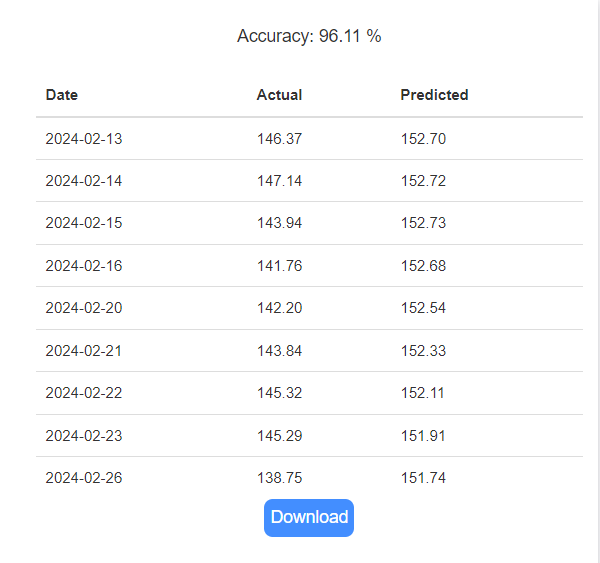 Accuracy: 96.11 %
Date Actual Predicted
2024-02-13 146.37 152.70
2024-02-14 147.14 152.72
2024-02-15 143.94 152.73
2024-02-16 141.76 152.68
2024-02-20 142.20 152.54
2024-02-21 143.84 152.33
2024-02-22 145.32 152.11
2024-02-23 145.29 151.91
2024-02-26 138.75 151.74
Download